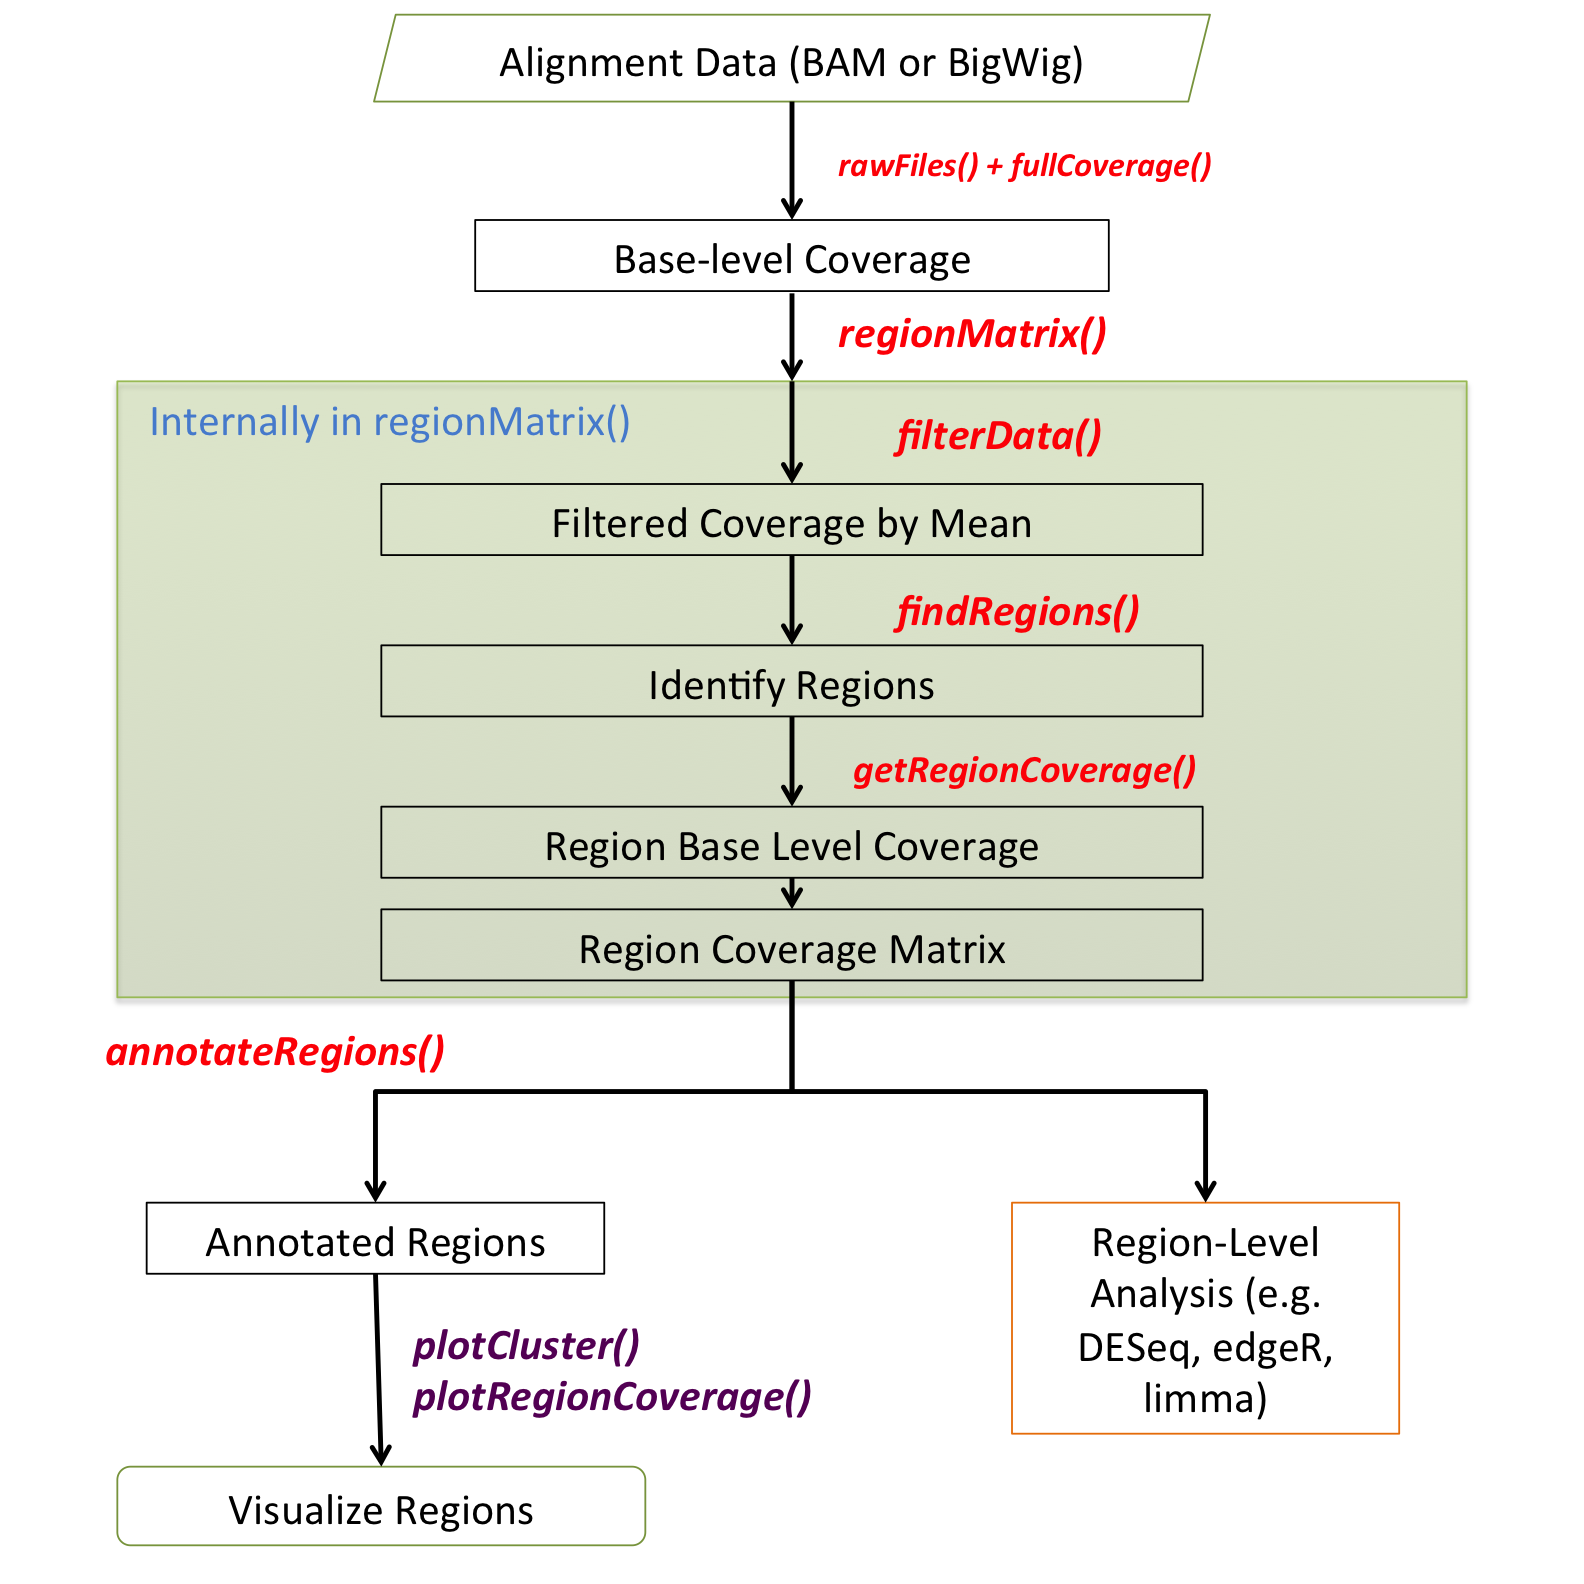 Alignment Data (BAM or BigWig)
rawFiles() + fullCoverage()
Base-level Coverage
regionMatrix()
Internally in regionMatrix()
filterData()
Filtered Coverage by Mean
findRegions()
Identify Regions
getRegionCoverage()
Region Base Level Coverage
Region Coverage Matrix
annotateRegions()
Annotated Regions
Region-Level
Analysis (e.g.
DESeq, edgeR,
limma)
plotCluster()
plotRegionCoverage()
Visualize Regions